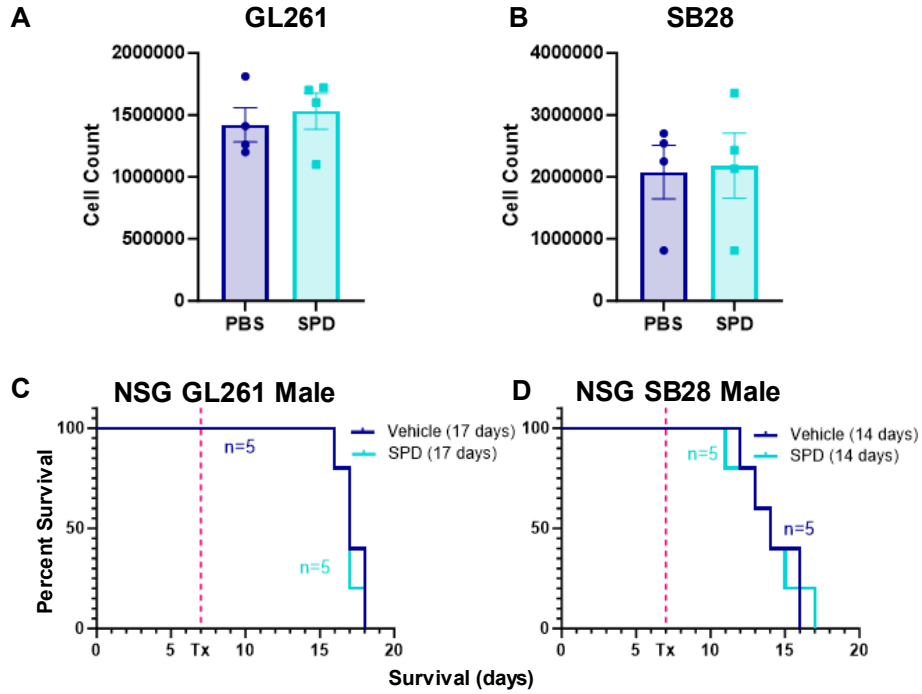 A
GL261
Cell Count
2000000
1500000
1000000
500000
0
PBS
SPD
B
SB28
Cell Count
4000000
3000000
2000000
1000000
0
PBS
SPD
C
NSG GL261 Male
Percent Survival
100
50
0
n=5
n=5
Vehicle (17 days)
SPD (17 days)
0
5
Tx
10
15
20
D
NSG SB28 Male
100
50
0
n=5
n=5
Vehicle (14 days)
SPD (14 days)
0
5
Tx
10
15
20
Survival (days)